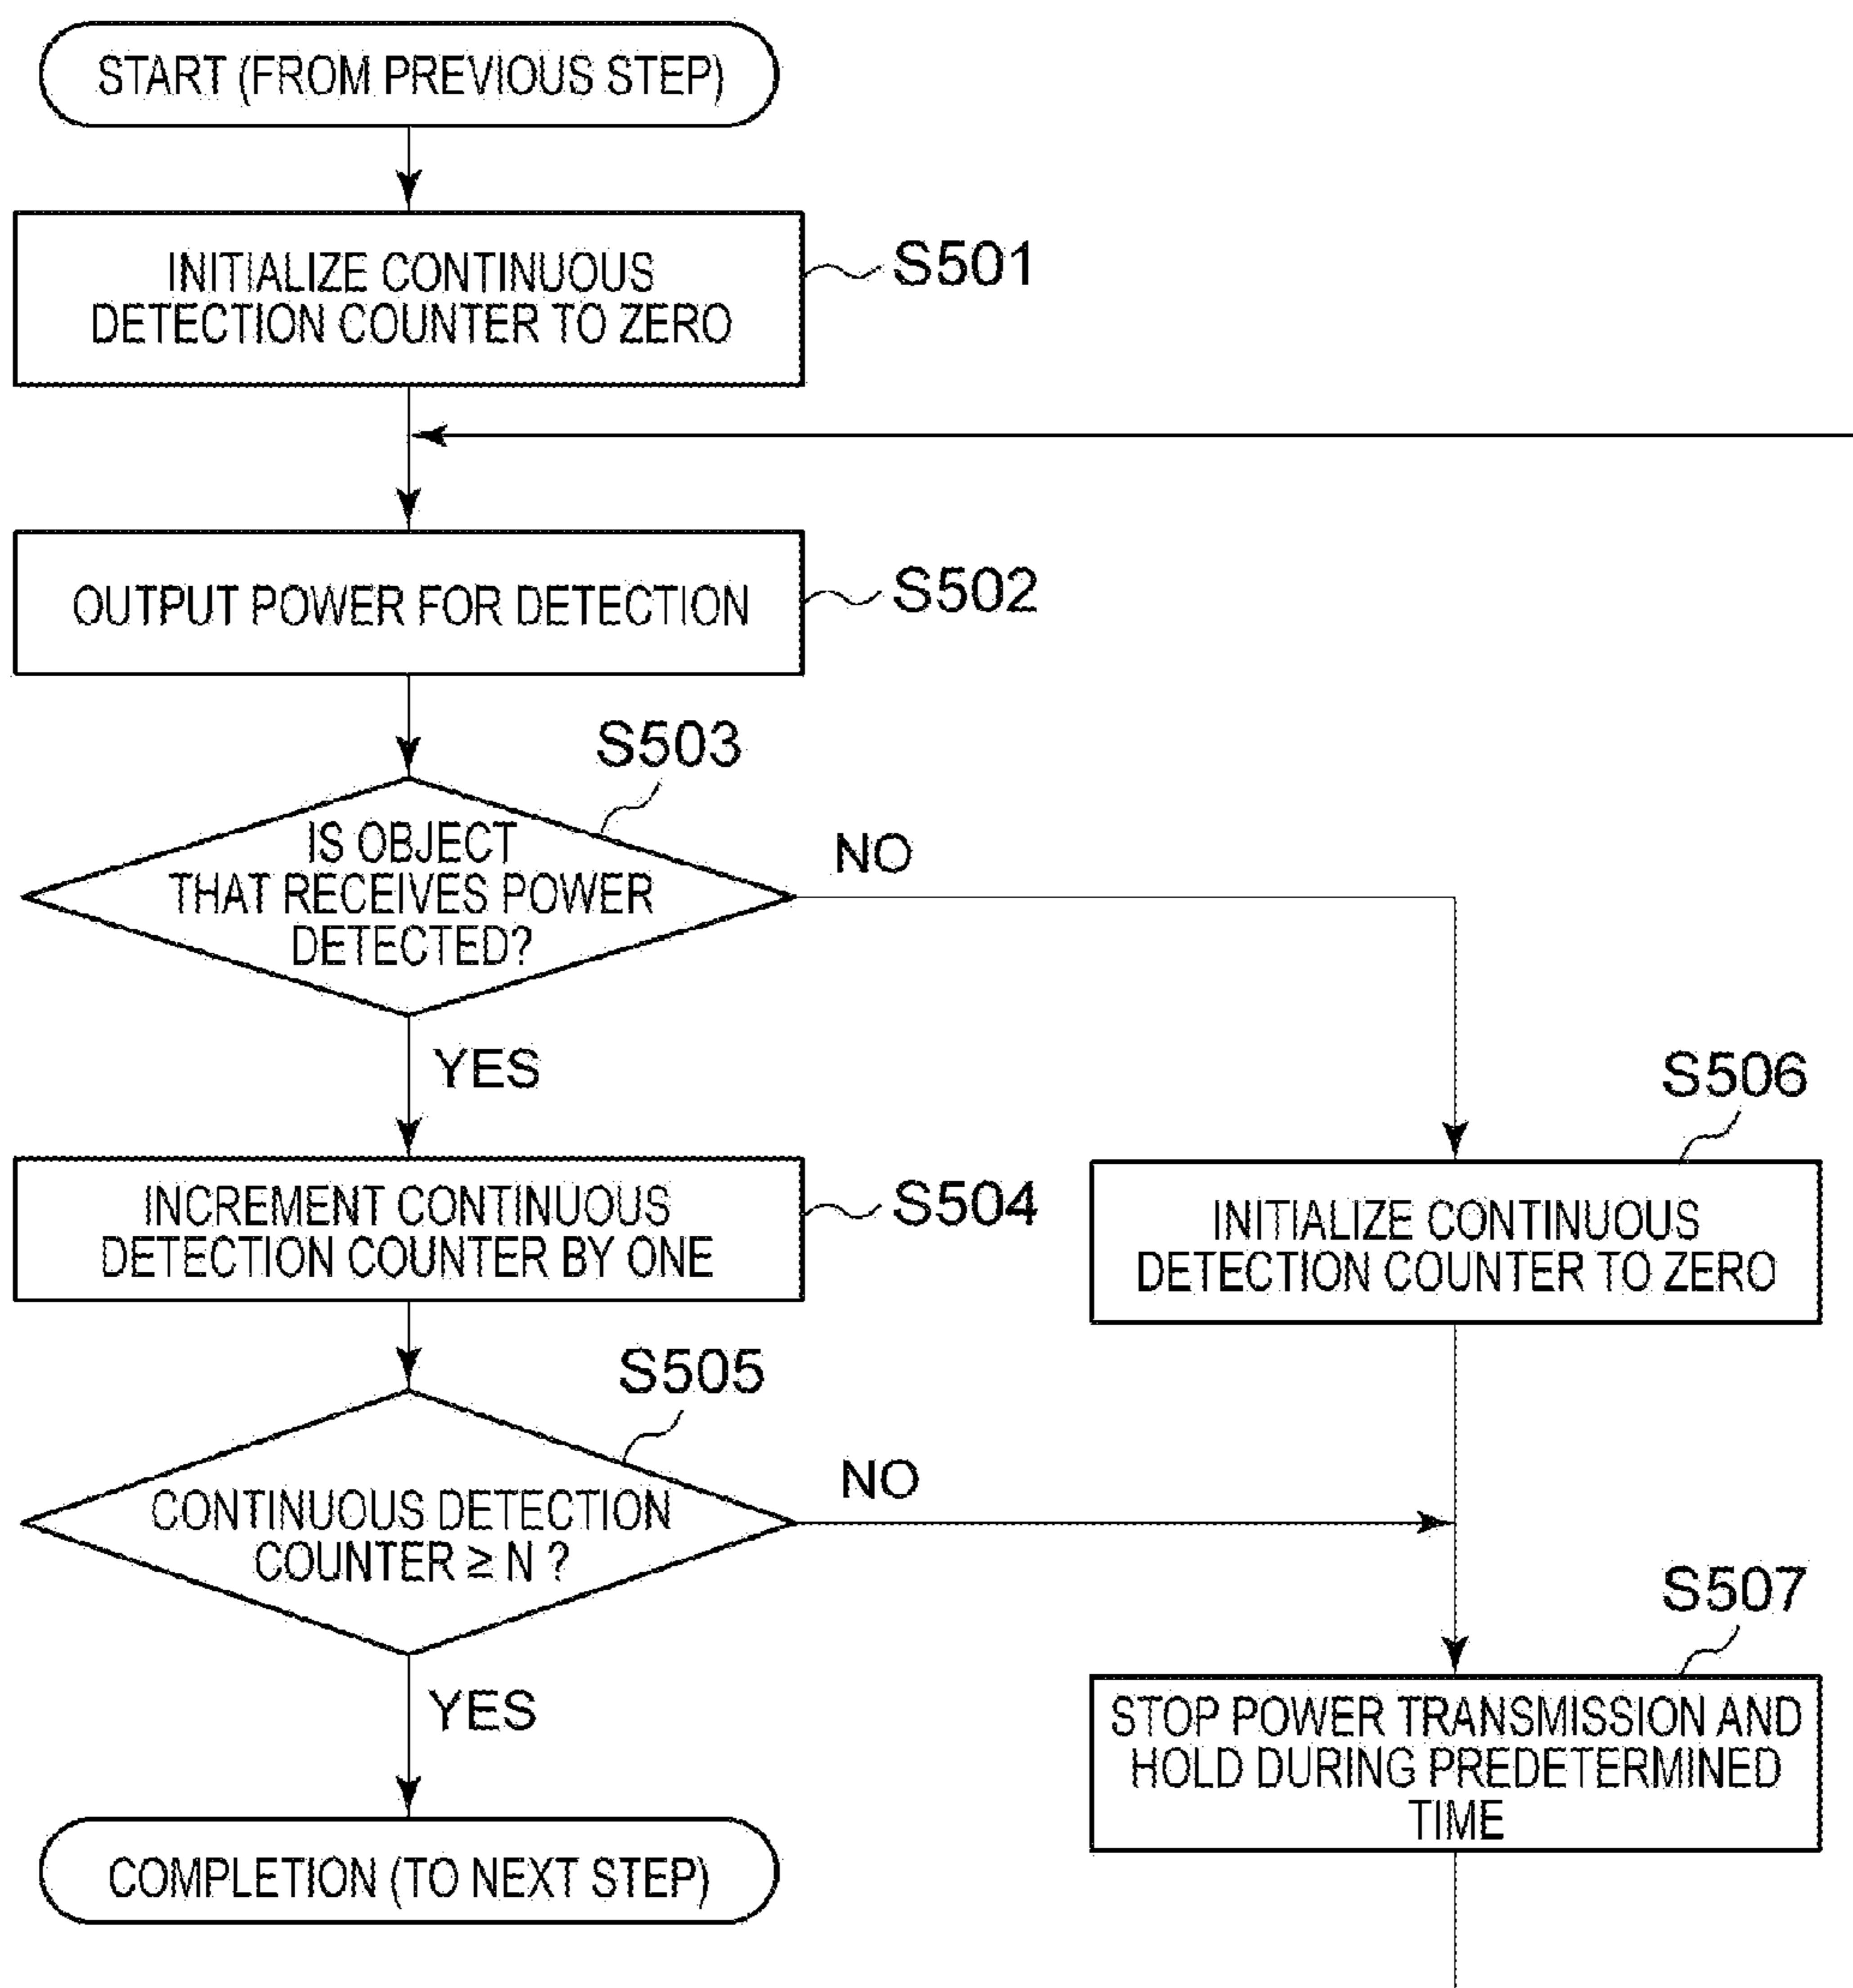 START (FROM PREVIOUS STEP)
INITIALIZE CONTINUOUS
DETECTION COUNTER TO ZERO
S501
OUTPUT POWER FOR DETECTION
S502
S503
IS OBJECT
THAT RECEIVES POWER
DETECTED?
NO
YES
S506
INCREMENT CONTINUOUS
DETECTION COUNTER BY ONE
S504
INITIALIZE CONTINUOUS
DETECTION COUNTER TO ZERO
S505
CONTINUOUS DETECTION
COUNTER ≥ N ?
NO
S507
YES
STOP POWER TRANSMISSION AND
HOLD DURING PREDETERMINED
TIME
COMPLETION (TO NEXT STEP)